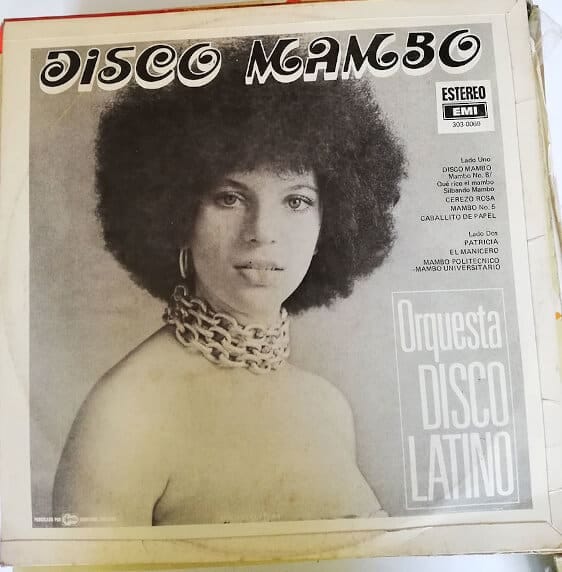 DISCO MAMBO
ESTEREO
EMI
303-0069
Lado Uno
DISCO MAMBO
Mambo No. 8/
Qué rico el mambo
Silbando Mambo
CEREZO ROSA
MAMBO No. 5
CABALLITO DE PAPEL
Lado Dos
PATRICIA
EL MANICERO
MAMBO POLITECNICO
-MAMBO UNIVERSITARIO
Orquesta
DISCO
LATINO